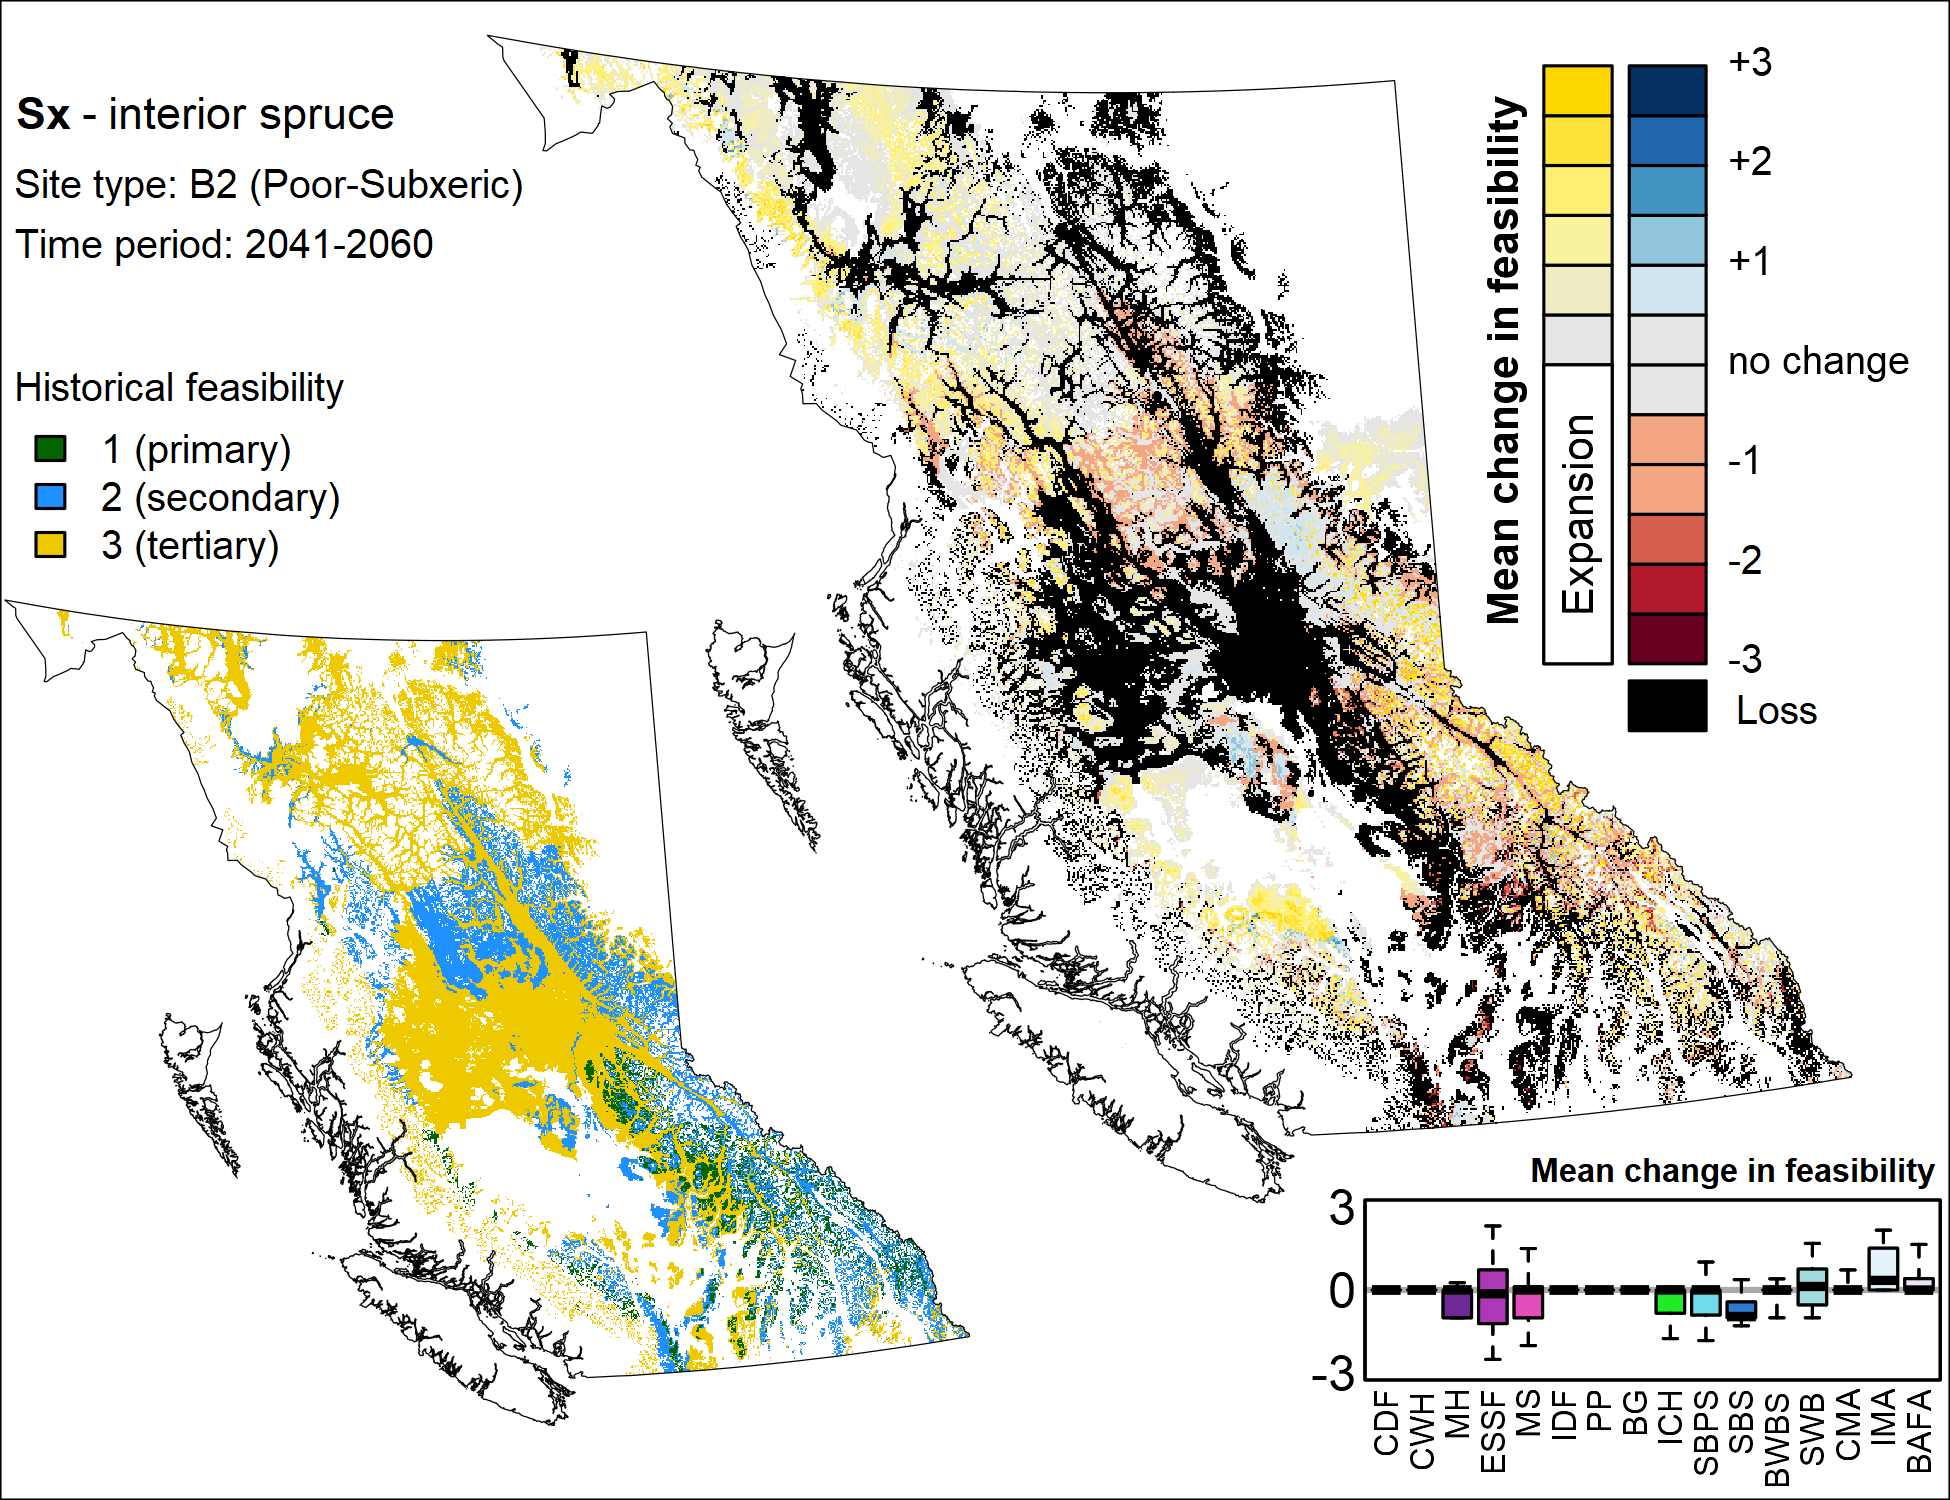 Sx - interior spruce
Site type: B2 (Poor-Subxeric)
Time period: 2041-2060
Historical feasibility
1 (primary)
2 (secondary)
3 (tertiary)
Mean change in feasibility
Expansion
+3
+2
+1
no change
-1
-2
-3
Loss
Mean change in feasibility
3
0
-3
CDF
CWH
MH
ESSF
MS
IDF
PP
BG
ICH
SBPS
SBS
BWBS
SWB
CMA
IMA
BAFA